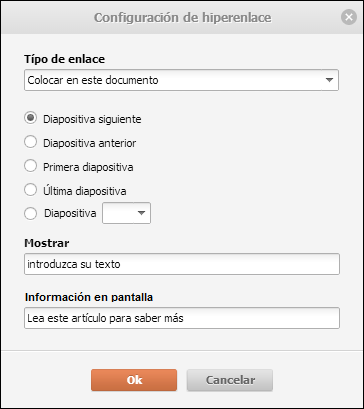 Configuración de hiperenlace
Típo de enlace
Colocar en este documento
Diapositiva siguiente
Diapositiva anterior
Primera diapositiva
Última diapositiva
Diapositiva
Mostrar
introduzca su texto
Información en pantalla
Lea este artículo para saber más
Ok
Cancelar